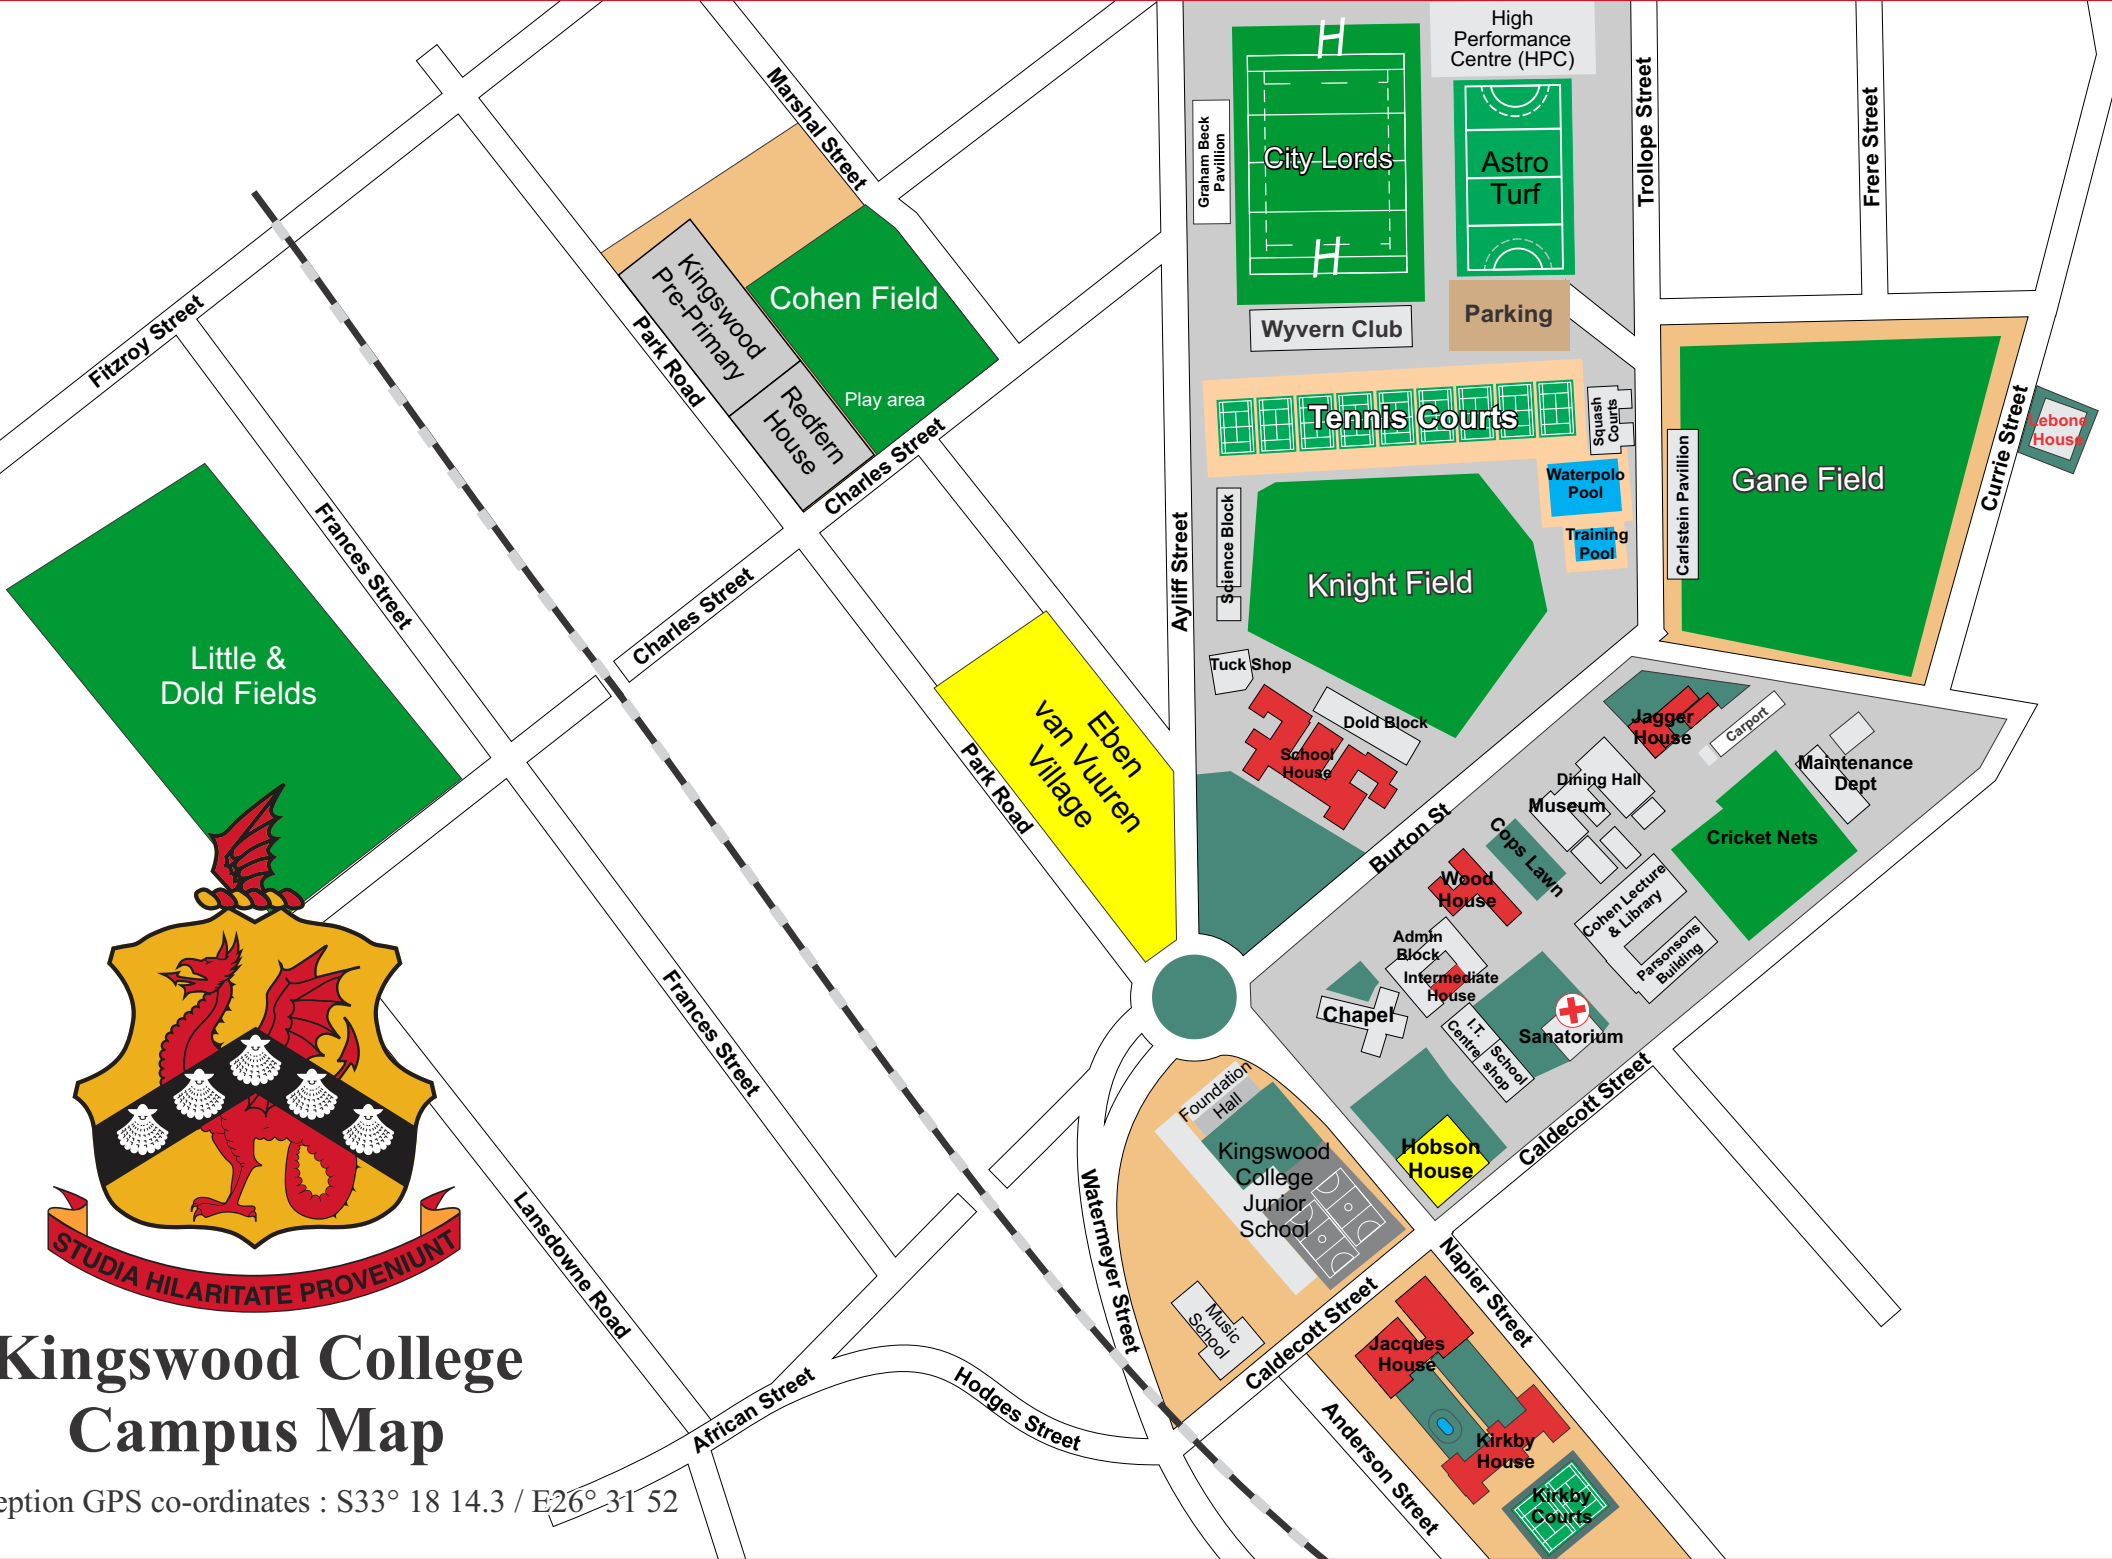 High
Performance
Centre (HPC)
Marshal Street
Graham Beck
Pavillion
City Lords
Astro
Turf
Trollope Street
Frere Street
Fitzroy Street
Kingswood
Pre-Primary
Cohen Field
Park Road
Play area
Redfern
House
Charles Street
Wyvern Club
Parking
Tennis Courts
Squash
Courts
Lebone
House
Currie Street
Carlstein Pavillion
Gane Field
Waterpolo
Pool
Training
Pool
Science Block
Knight Field
Ayliff Street
Frances Street
Charles Street
Little &
Dold Fields
Eben
van Vuuren
Village
Park Road
Tuck Shop
Dold Block
School
House
Burton St
Jagger
House
Carport
Maintenance
Dept
Dining Hall
Museum
Cricket Nets
Cops Lawn
Wood
House
Cohen Lecture
& Library
Parsonsons
Building
Admin
Block
Intermediate
House
Chapel
I.T.
Centre
School
shop
Sanatorium
Caldecott Street
Hobson
House
Foundation
Hall
Kingswood
College
Junior
School
Frances Street
Watermeyer Street
Lansdowne Road
Music
School
Caldecott Street
Napier Street
Jacques
House
Kirkby
House
Kirkby
Courts
Anderson Street
Hodges Street
African Street
STUDIA HILARITATE PROVENIUNT
Kingswood College
Campus Map
eption GPS co-ordinates : S33° 18 14.3 / E26° 31 52